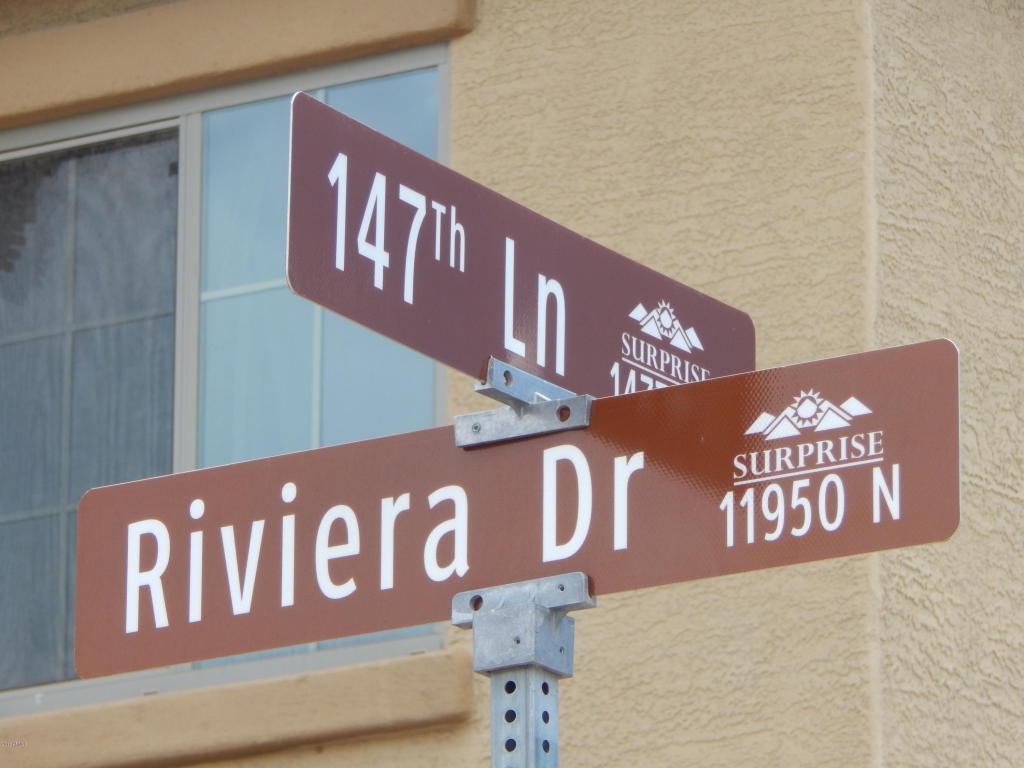 147Th Ln
SURPRISE
Riviera Dr
SURPRISE
11950 N